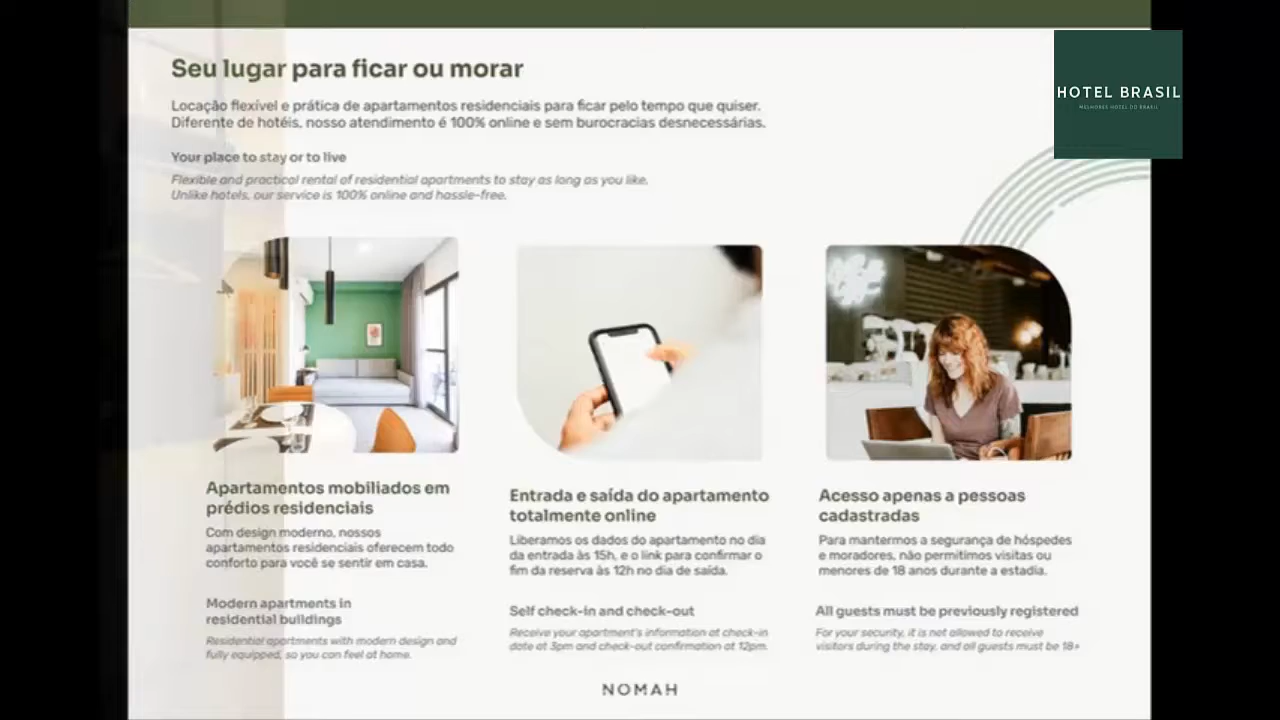 Seu lugar para ficar ou morar
HOTEL BRASIL
MELHORES HOTEL DO BRASIL
Locação flexível e prática de apartamentos residenciais para ficar pelo tempo que quiser.
Diferente de hotéis, nosso atendimento é 100% online e sem burocracias desnecessárias.
Your place to stay or to live
Flexible and practical rental of residential apartments to stay as long as you like.
Unlike hotels, our service is 100% online and hassle-free.
Apartamentos mobiliados em
prédios residenciais
Com design moderno, nossos
apartamentos residenciais oferecem todo
conforto para você se sentir em casa.
Modern apartments in
residential buildings
Residential apartments with modern design and
fully equipped, so you can feel at home.
Entrada e saída do apartamento
totalmente online
Liberamos os dados do apartamento no dia
da entrada às 15h, e o link para confirmar o
fim da reserva às 12h no dia de saída.
Self check-in and check-out
Receive your apartment's information at check-in
date at 3pm and check-out confirmation at 12pm.
Acesso apenas a pessoas
cadastradas
Para mantermos a segurança de hóspedes
e moradores, não permitimos visitas ou
menores de 18 anos durante a estadia.
All guests must be previously registered
For your security, it is not allowed to receive
visitors during the stay, and all guests must be 18+
NOMAH